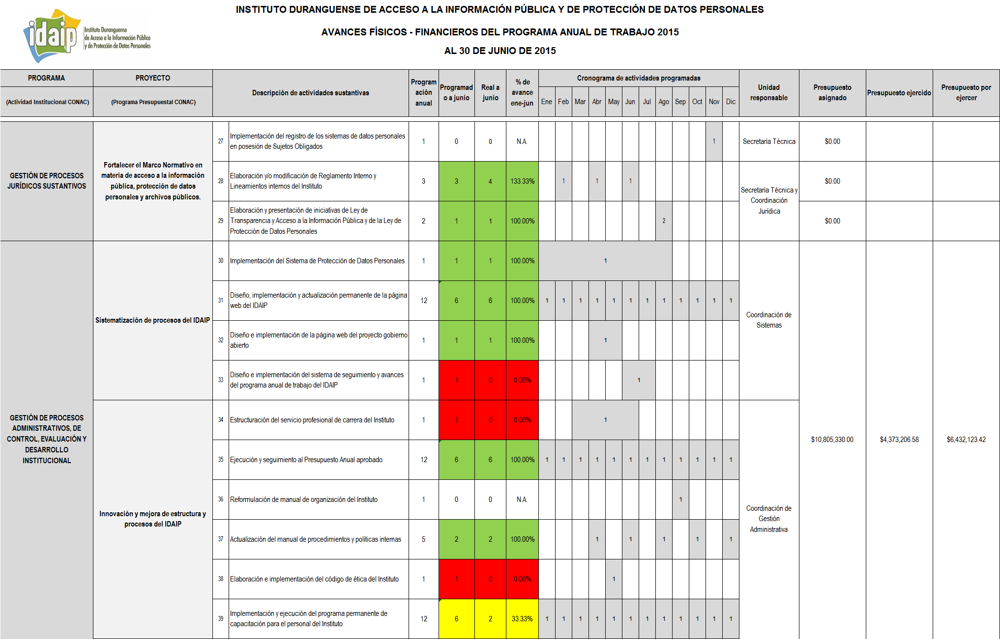 INSTITUTO DURANGUENSE DE ACCESO A LA INFORMACIÓN PÚBLICA Y DE PROTECCIÓN DE DATOS PERSONALES
AVANCES FÍSICOS - FINANCIEROS DEL PROGRAMA ANUAL DE TRABAJO 2015
AL 30 DE JUNIO DE 2015
idaip
Instituto Duranguense
de Acceso a la Información Pública
y de Protección de Datos Personales
PROGRAMA
(Actividad Institucional CONAC)
PROYECTO
(Programa Presupuestal CONAC)
Descripción de actividades sustantivas
Program
ación
anual
Programad
o a junio
Real a
junio
% de
avance
ene-jun
Cronograma de actividades programadas
Ene Feb Mar Abr May Jun Jul Ago Sep Oct Nov Dic
Unidad
responsable
Presupuesto
asignado
Presupuesto ejercido
Presupuesto por
ejercer
GESTIÓN DE PROCESOS
JURÍDICOS SUSTANTIVOS
Fortalecer el Marco Normativo en
materia de acceso a la información
pública, protección de datos
personales y archivos públicos.
27
Implementación del registro de los sistemas de datos personales
en posesión de Sujetos Obligados
1 0 0 N.A. 1
Secretaría Técnica
$0.00
28
Elaboración y/o modificación de Reglamento Interno y
Lineamientos internos del Instituto
3 3 4 133.33% 1 1 1
Secretaría Técnica y
Coordinación
Jurídica
$0.00
29
Elaboración y presentación de iniciativas de Ley de
Transparencia y Acceso a la Información Pública y de la Ley de
Protección de Datos Personales
2 1 1 100.00% 2
$0.00
GESTIÓN DE PROCESOS
ADMINISTRATIVOS, DE
CONTROL, EVALUACIÓN Y
DESARROLLO
INSTITUCIONAL
Sistematización de procesos del IDAIP
30
Implementación del Sistema de Protección de Datos Personales
1 1 1 100.00% 1
31
Diseño, implementación y actualización permanente de la página
web del IDAIP
12 6 6 100.00% 1 1 1 1 1 1 1 1 1 1 1 1
32
Diseño e implementación de la página web del proyecto gobierno
abierto
1 1 1 100.00% 1
33
Diseño e implementación del sistema de seguimiento y avances
del programa anual de trabajo del IDAIP
1 1 0 0.00% 1
Coordinación de
Sistemas
Innovación y mejora de estructura y
procesos del IDAIP
34
Estructuración del servicio profesional de carrera del Instituto
1 1 0 0.00% 1
35
Ejecución y seguimiento al Presupuesto Anual aprobado
12 6 6 100.00% 1 1 1 1 1 1 1 1 1 1 1 1
36
Reformulación de manual de organización del Instituto
1 0 0 N.A. 1
37
Actualización del manual de procedimientos y políticas internas
5 2 2 100.00% 1 1 1 1 1
38
Elaboración e implementación del código de ética del Instituto
1 1 0 0.00% 1
39
Implementación y ejecución del programa permanente de
capacitación para el personal del Instituto
12 6 2 33.33% 1 1 1 1 1 1 1 1 1 1 1 1
Coordinación de
Gestión
Administrativa
$10,805,330.00
$4,373,206.58
$6,432,123.42